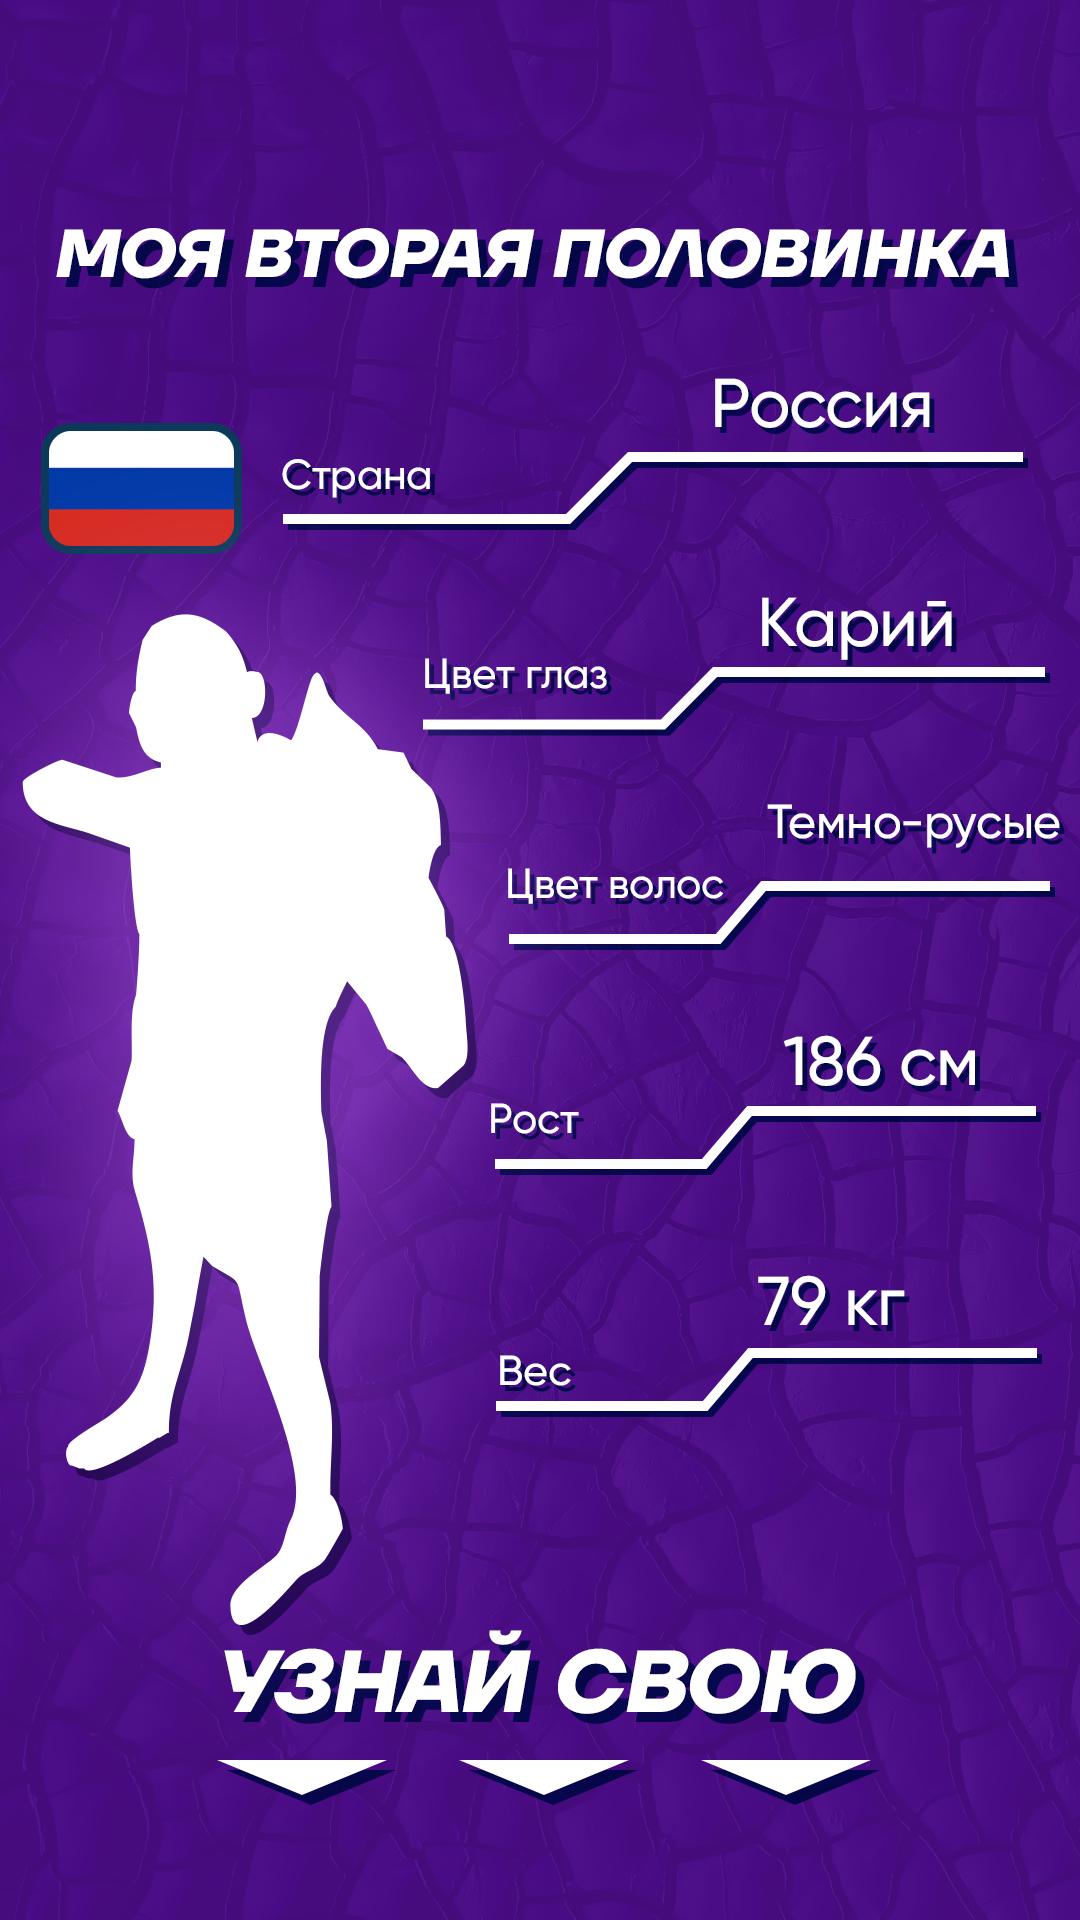 МОЯ ВТОРАЯ ПОЛОВИНКА
Россия
Страна
Карий
Цвет глаз
Темно-русые
Цвет волос
186 см
Рост
79 кг
Вес
УЗНАЙ СВОЮ